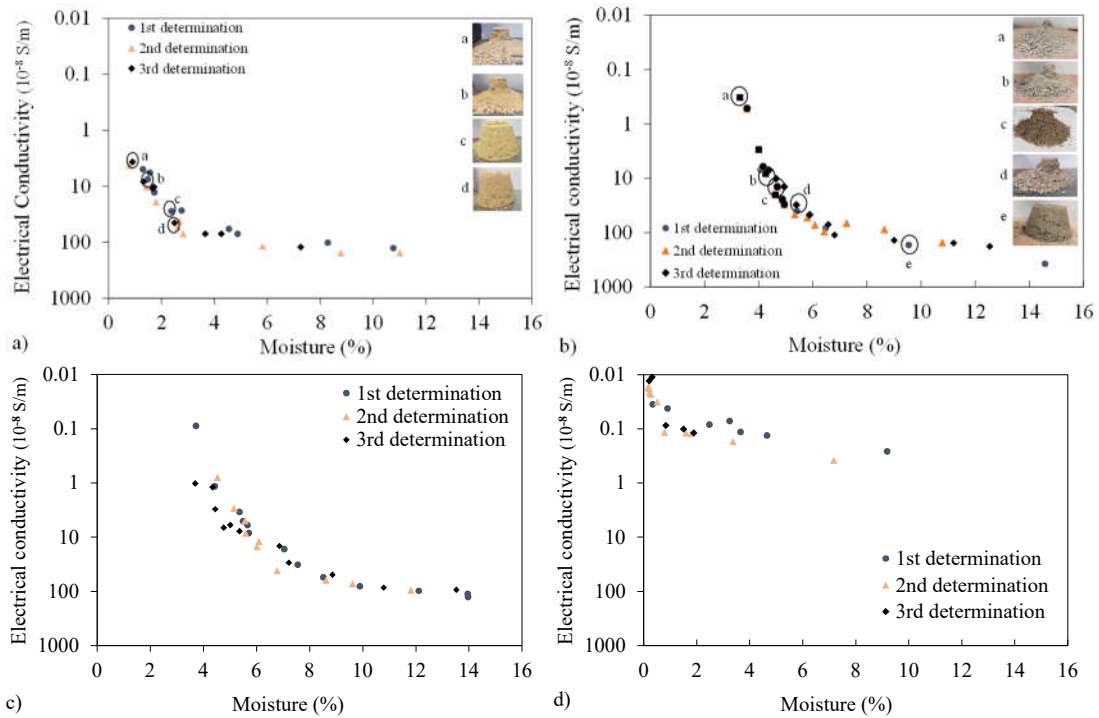 0.01
0.1
1
10
100
1000
0 2 4 6 8 10 12 14 16
Electrical Conductivity (10⁻⁸ S/m)
Moisture (%)
1st determination
2nd determination
3rd determination
a
b
c
d
a
b
c
d
a)
0.01
0.1
1
10
100
1000
0 2 4 6 8 10 12 14 16
Electrical conductivity (10⁻⁸ S/m)
Moisture (%)
a
b
c
d
e
a
b
c
d
e
1st determination
2nd determination
3rd determination
b)
0.01
0.1
1
10
100
1000
0 2 4 6 8 10 12 14 16
Electrical conductivity (10⁻⁸ S/m)
Moisture (%)
1st determination
2nd determination
3rd determination
c)
0.01
0.1
1
10
100
1000
0 2 4 6 8 10 12 14 16
Electrical conductivity (10⁻⁸ S/m)
Moisture (%)
1st determination
2nd determination
3rd determination
d)